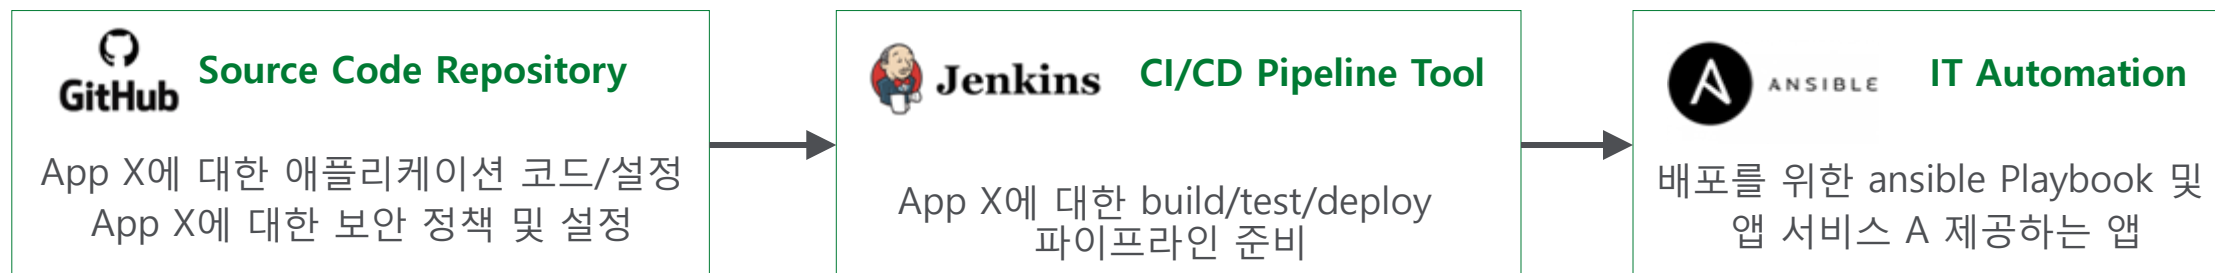 GitHub Source Code Repository
App X에 대한 애플리케이션 코드/설정
App X에 대한 보안 정책 및 설정
Jenkins CI/CD Pipeline Tool
App X에 대한 build/test/deploy
파이프라인 준비
ANSIBLE IT Automation
배포를 위한 ansible Playbook 및
앱 서비스 A 제공하는 앱